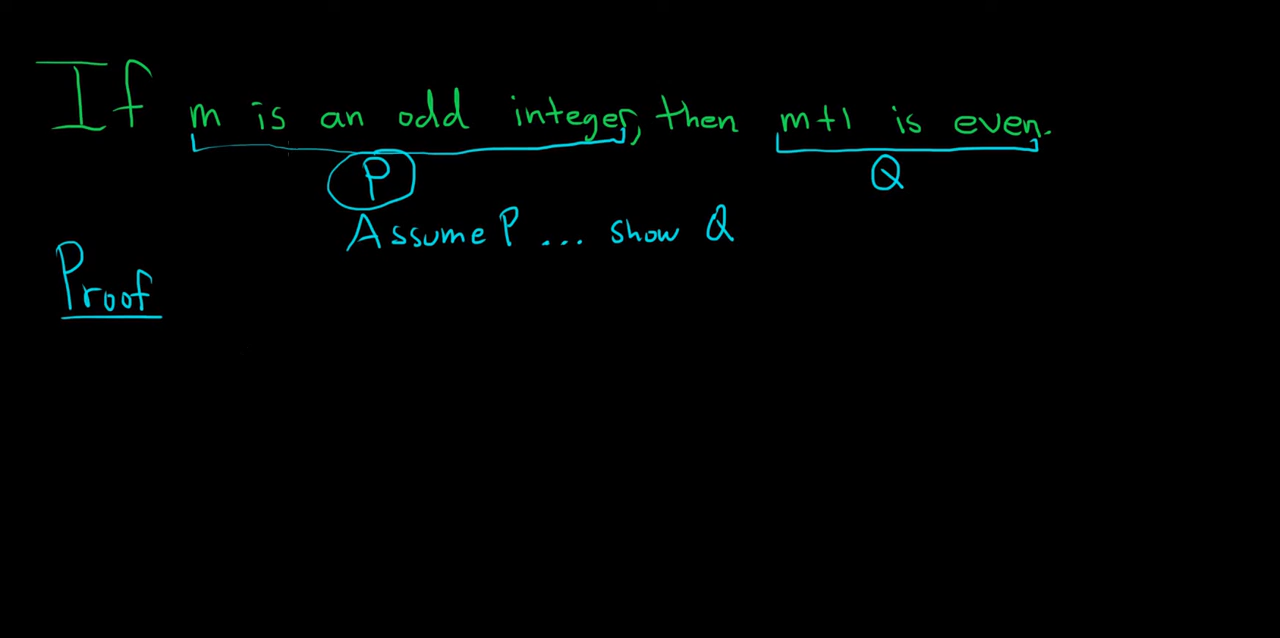 If m is an odd integer, then m+1 is even.
P Q
Assume P ... show Q
Proof